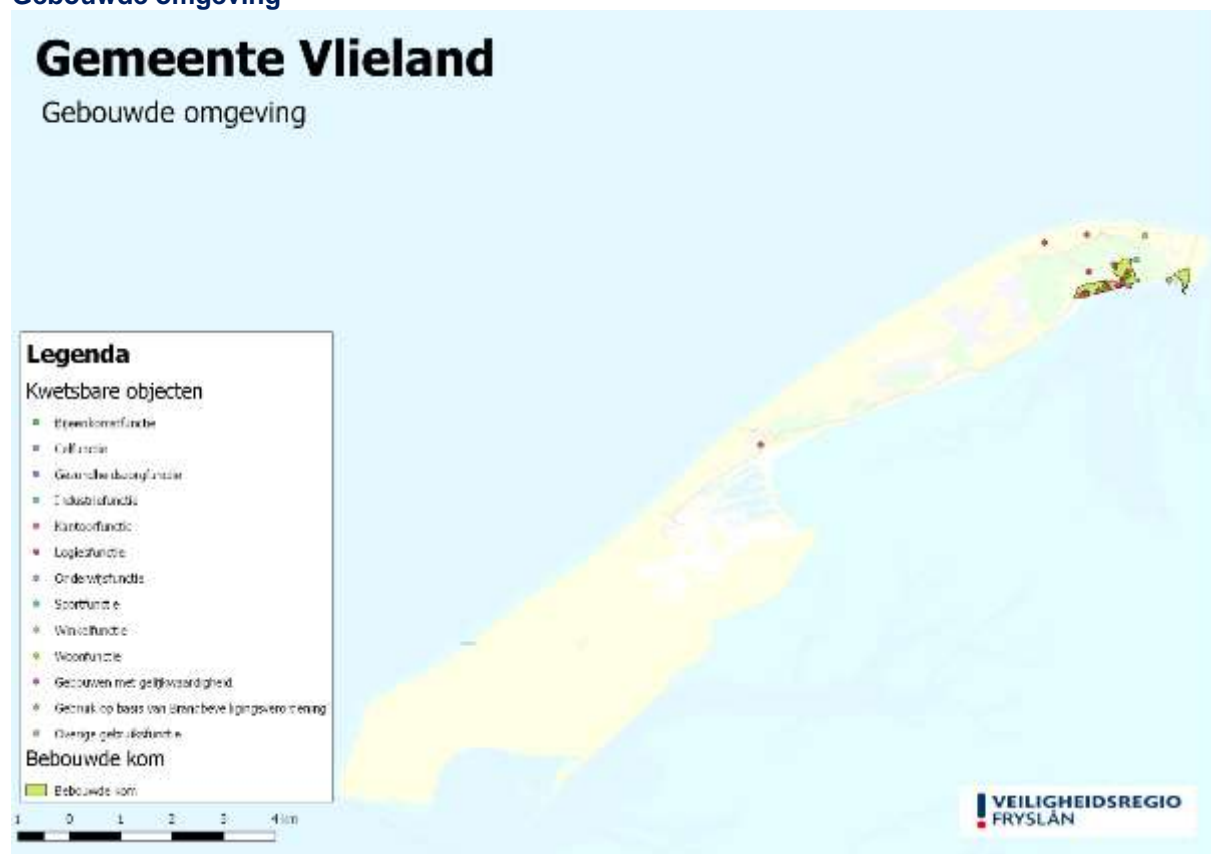 Gebouwde omgeving
Gemeente Vlieland
Gebouwde omgeving
Legenda
Kwetsbare objecten
Bijeenkomstfunctie
Celfunctie
Gezondheidszorgfunctie
Industriefunctie
Kantoorfunctie
Logiesfunctie
Onderwijsfunctie
Sportfunctie
Winkelfunctie
Woonfunctie
Gebouwen met gelijkwaardigheid
Gebruik op basis van Brandbeveiligingsverordening
Overige gebruiksfunctie
Bebouwde kom
Bebouwde kom
1 0 1 2 3 4 km
VEILIGHEIDSREGIO
FRYSLÂN